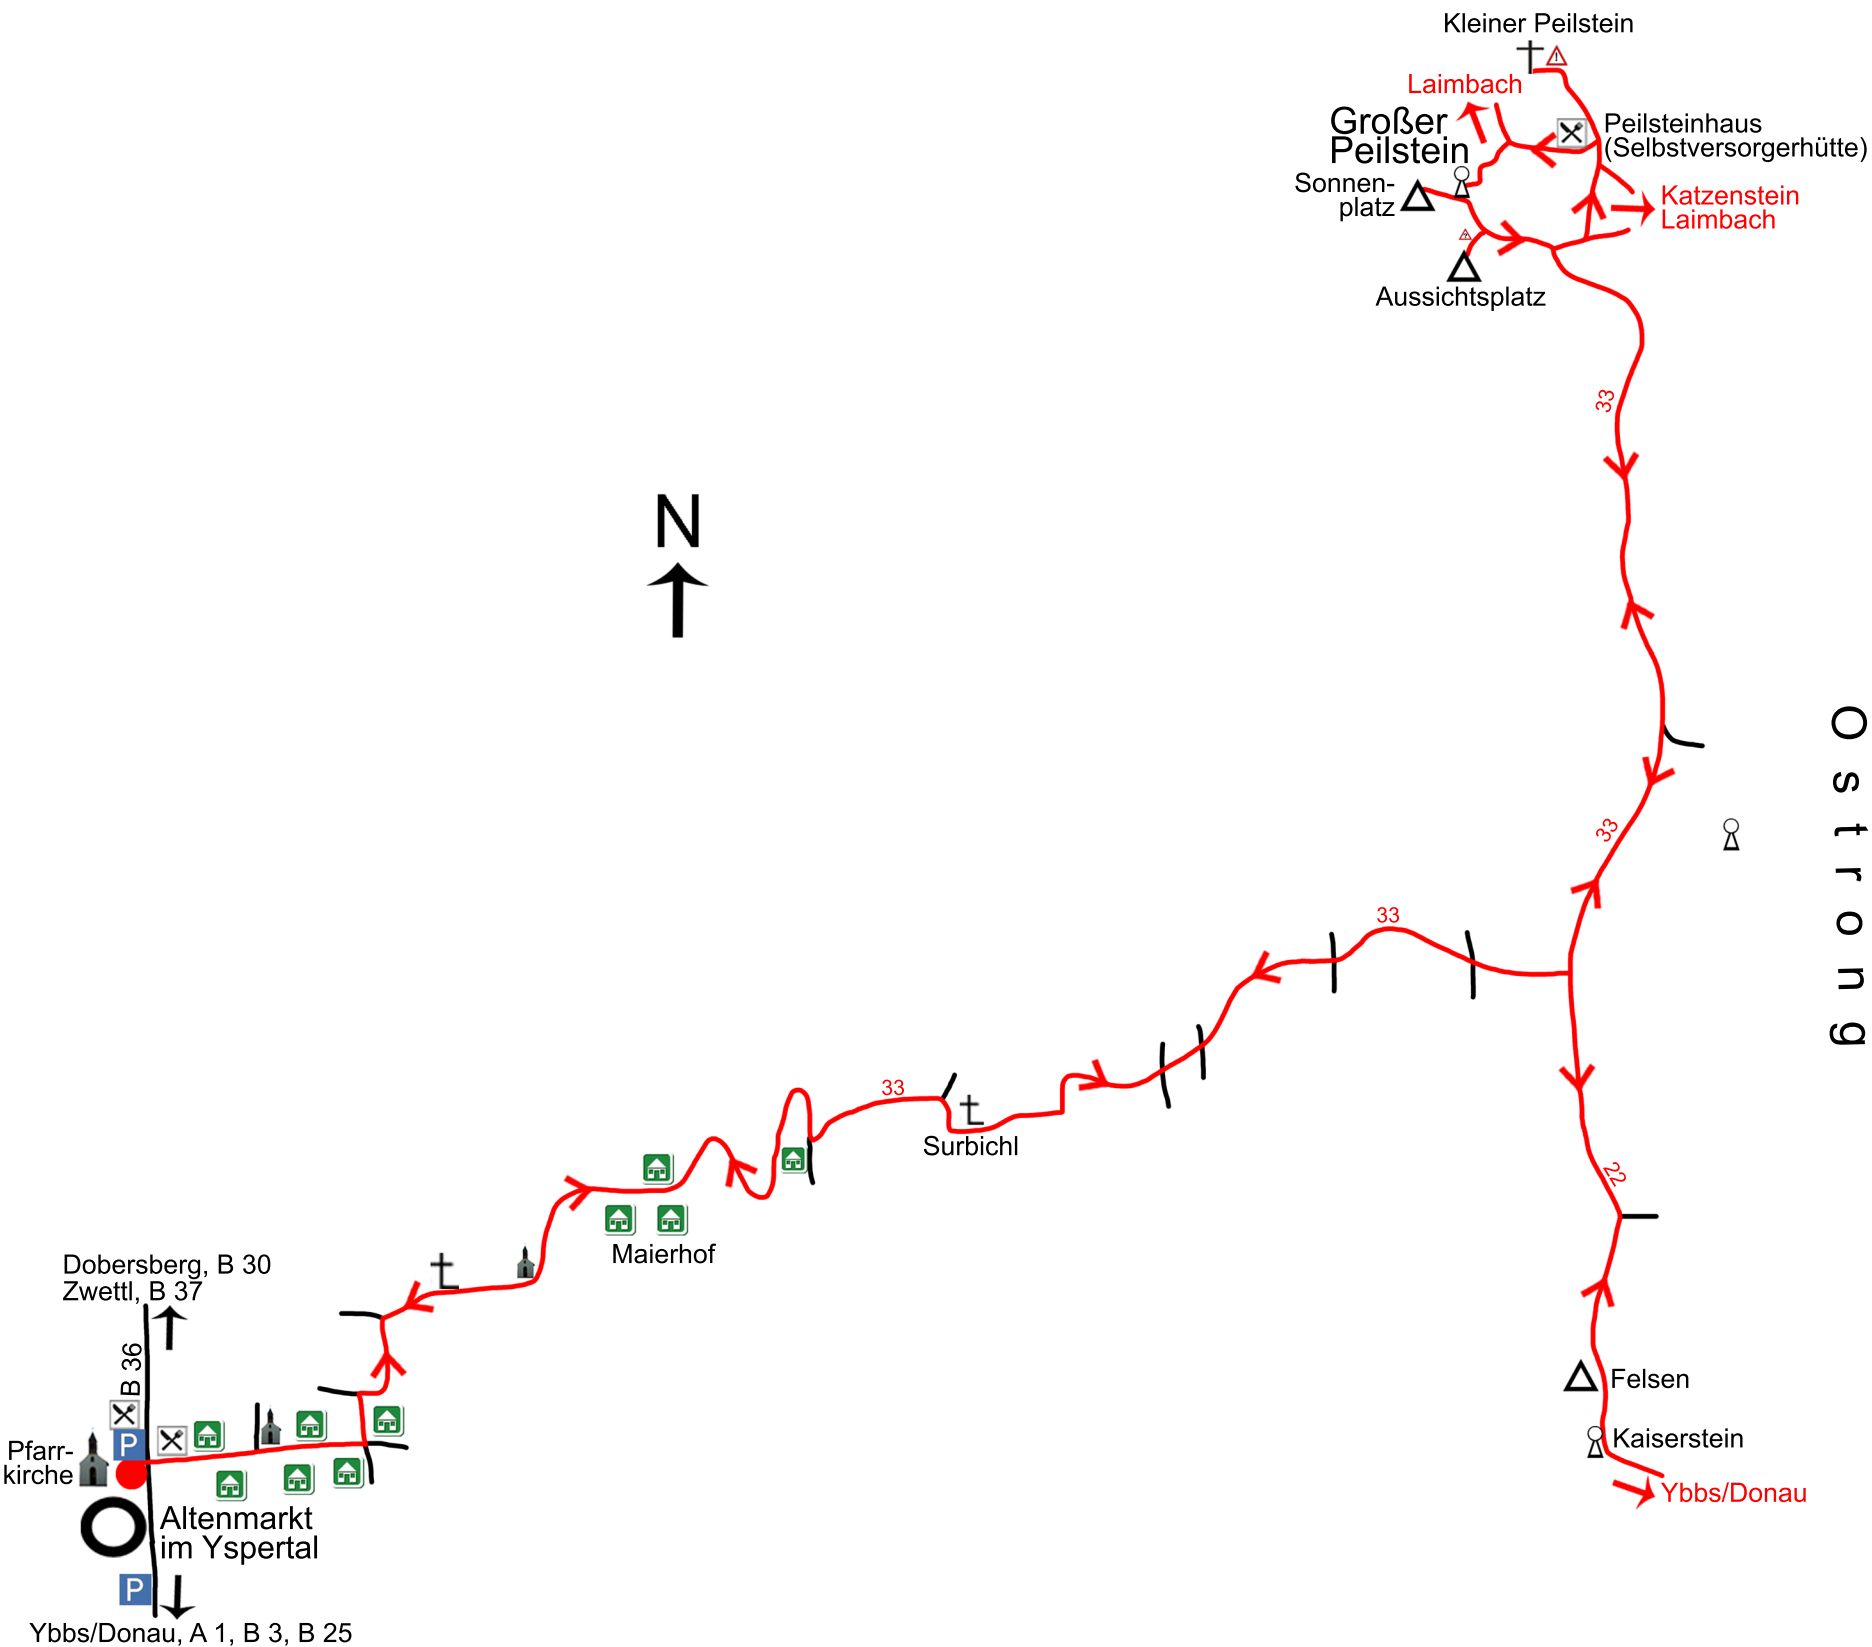 Kleiner Peilstein
Laimbach
Großer
Peilstein
Peilsteinhaus
(Selbstversorgerhütte)
Sonnen-
platz
Katzenstein
Laimbach
Aussichtsplatz
33
N
Ostrong
33
33
33
Surbichl
22
Maierhof
Dobersberg, B 30
Zwettl, B 37
B 36
P
Pfarr-
kirche
Felsen
Kaiserstein
Ybbs/Donau
Altenmarkt
im Yspertal
P
Ybbs/Donau, A 1, B 3, B 25